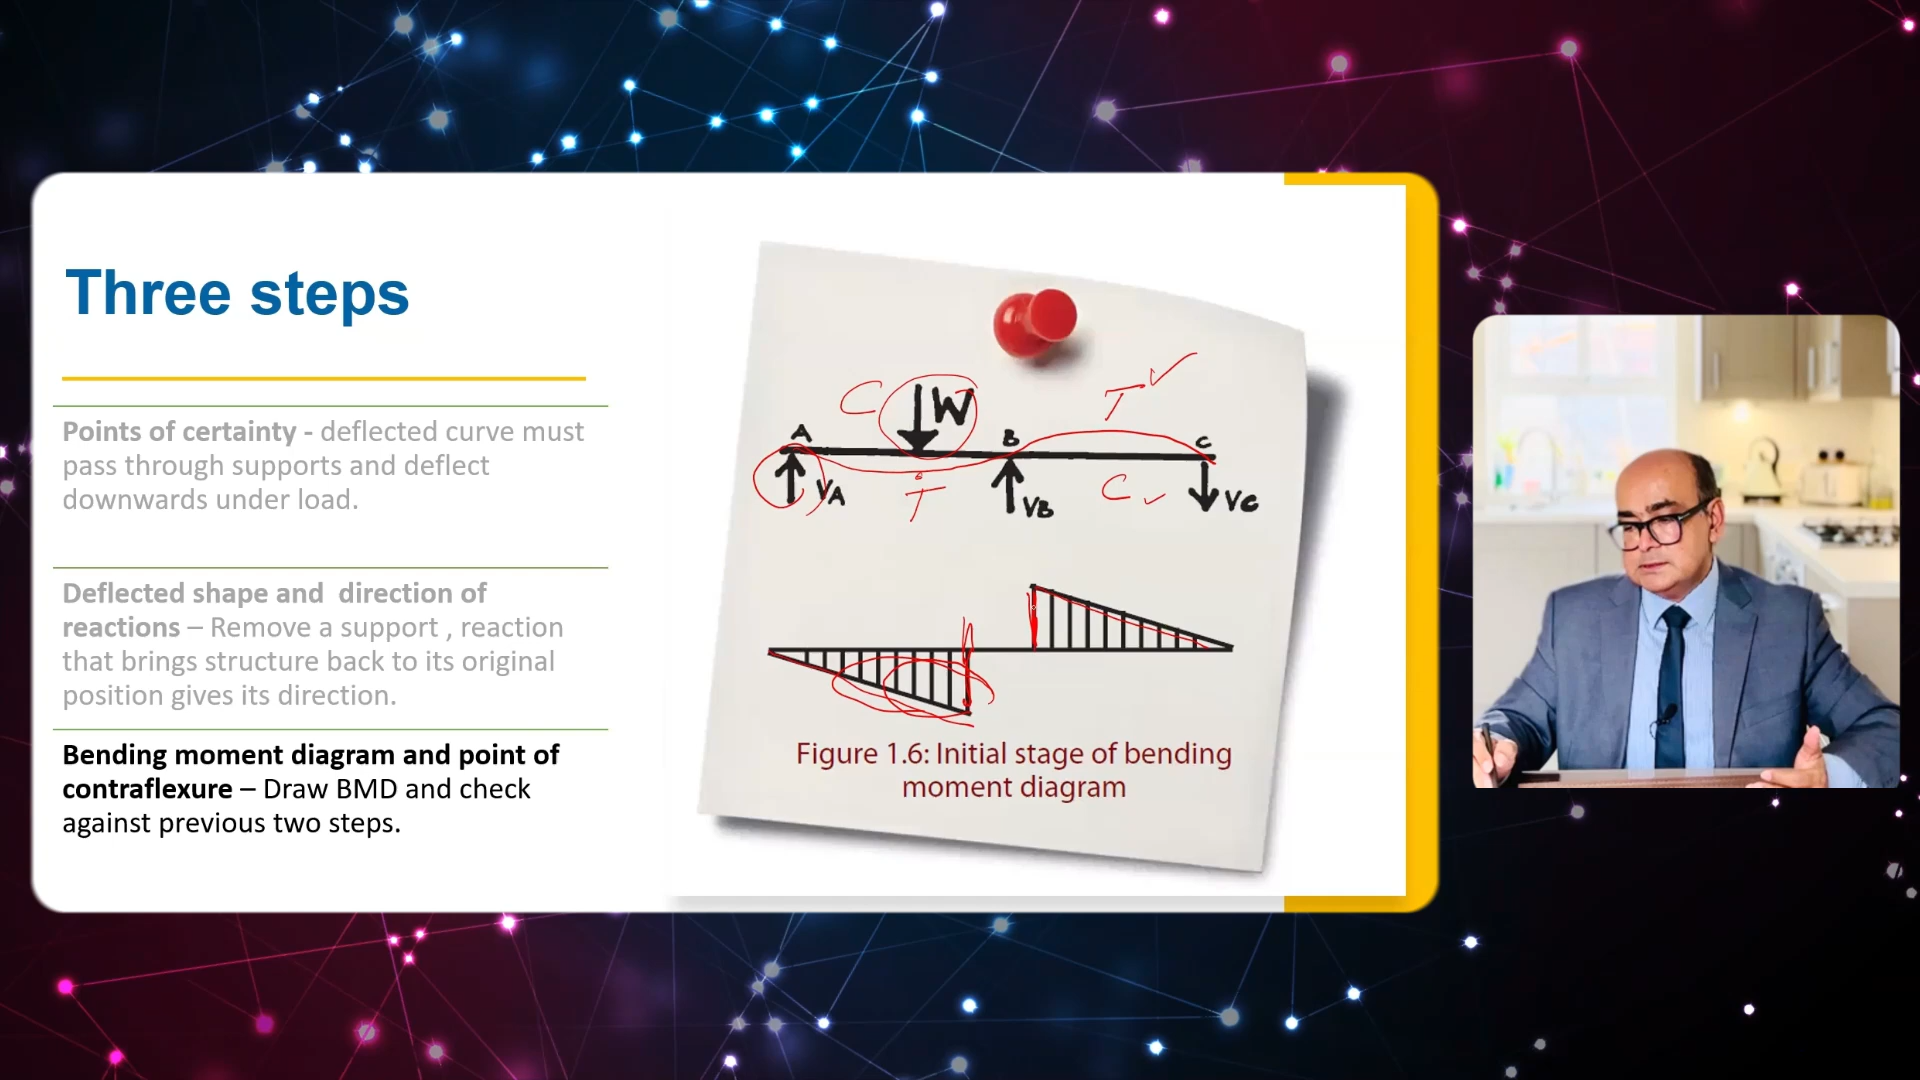 Three steps
Points of certainty - deflected curve must
pass through supports and deflect
downwards under load.
Deflected shape and direction of
reactions – Remove a support , reaction
that brings structure back to its original
position gives its direction.
Bending moment diagram and point of
contraflexure – Draw BMD and check
against previous two steps.
C W T
A B C
VA T VB C VC
Figure 1.6: Initial stage of bending
moment diagram